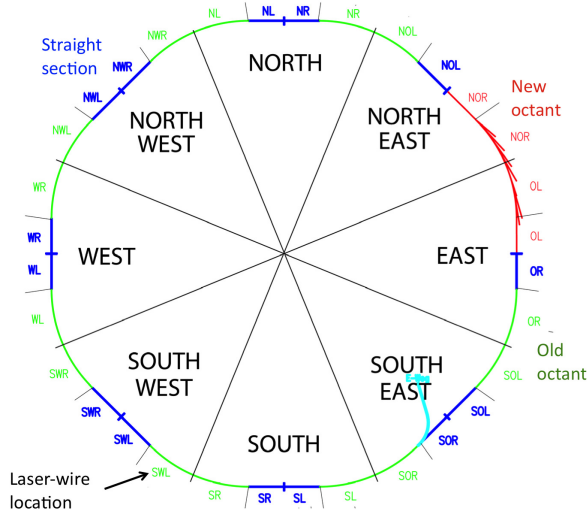 NL
NL
NR
NR
NWR
NOL
Straight
section
NWR
NORTH
NOL
NWL
NOR
New
octant
NORTH
WEST
NORTH
EAST
NOR
NWL
WR
OL
WR
OL
WEST
EAST
WL
OR
WL
OR
Old
octant
SOUTH
WEST
SOUTH
EAST
SWR
SOL
SWR
SOL
SWL
SOR
SOUTH
Laser-wire
location
SWL
SOR
SR
SR
SL
SL